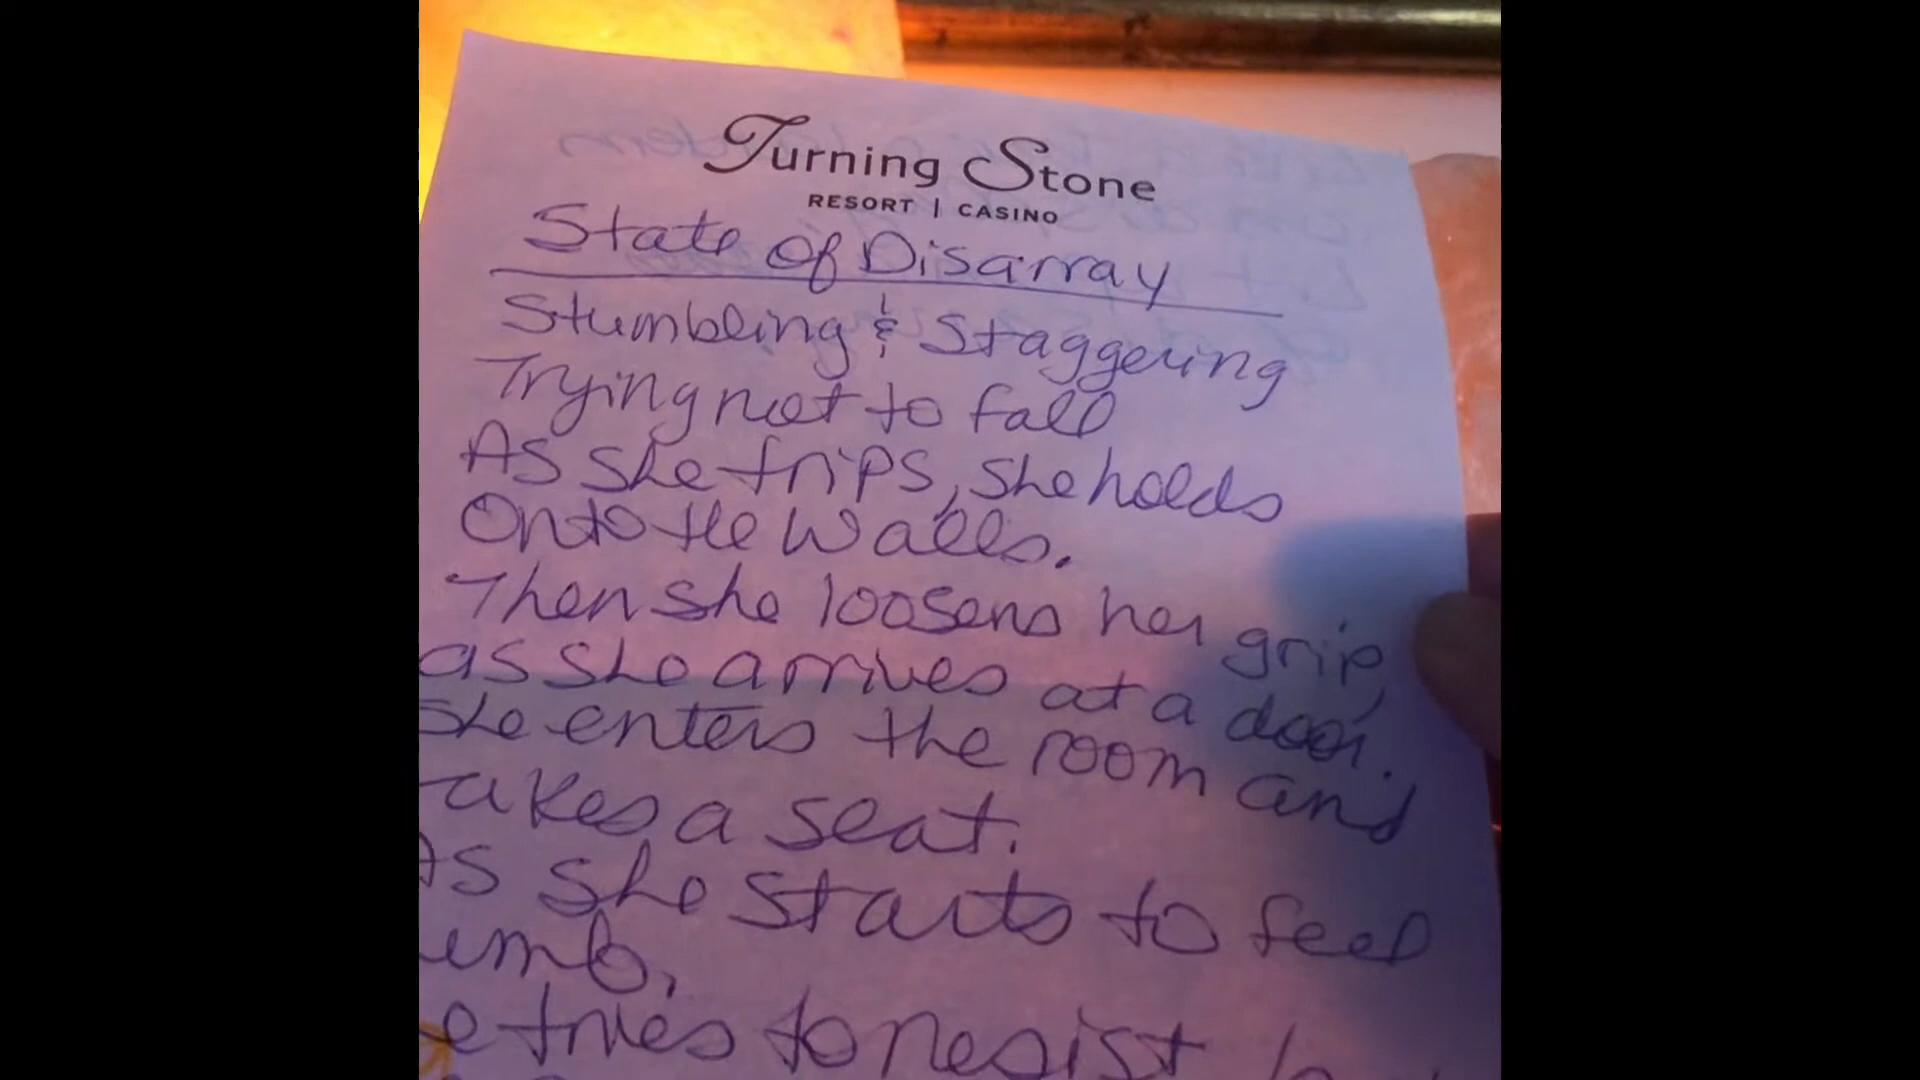 Turning Stone
RESORT | CASINO
State of Disarray
Stumbling & Staggering
Trying not to fall
As she trips, she holds
Onto the walls.
Then she loosens her grip,
as she arrives at a door.
She enters the room and
takes a seat.
As she starts to feel
umb,
e tries to resist